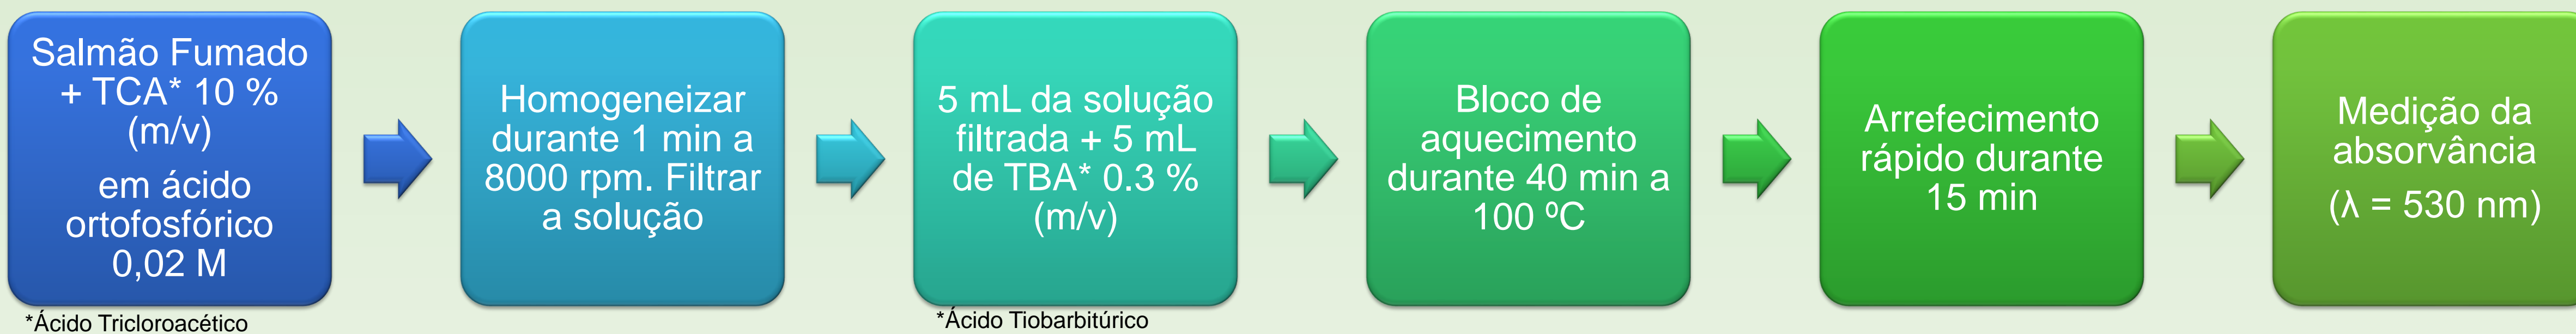 Salmão Fumado
+ TCA* 10 %
(m/v)
em ácido
ortofosfórico
0,02 M
Homogeneizar
durante 1 min a
8000 rpm. Filtrar
a solução
5 mL da solução
filtrada + 5 mL
de TBA* 0.3 %
(m/v)
Bloco de
aquecimento
durante 40 min a
100 ºC
Arrefecimento
rápido durante
15 min
Medição da
absorvância
(λ = 530 nm)
*Ácido Tricloroacético
*Ácido Tiobarbitúrico